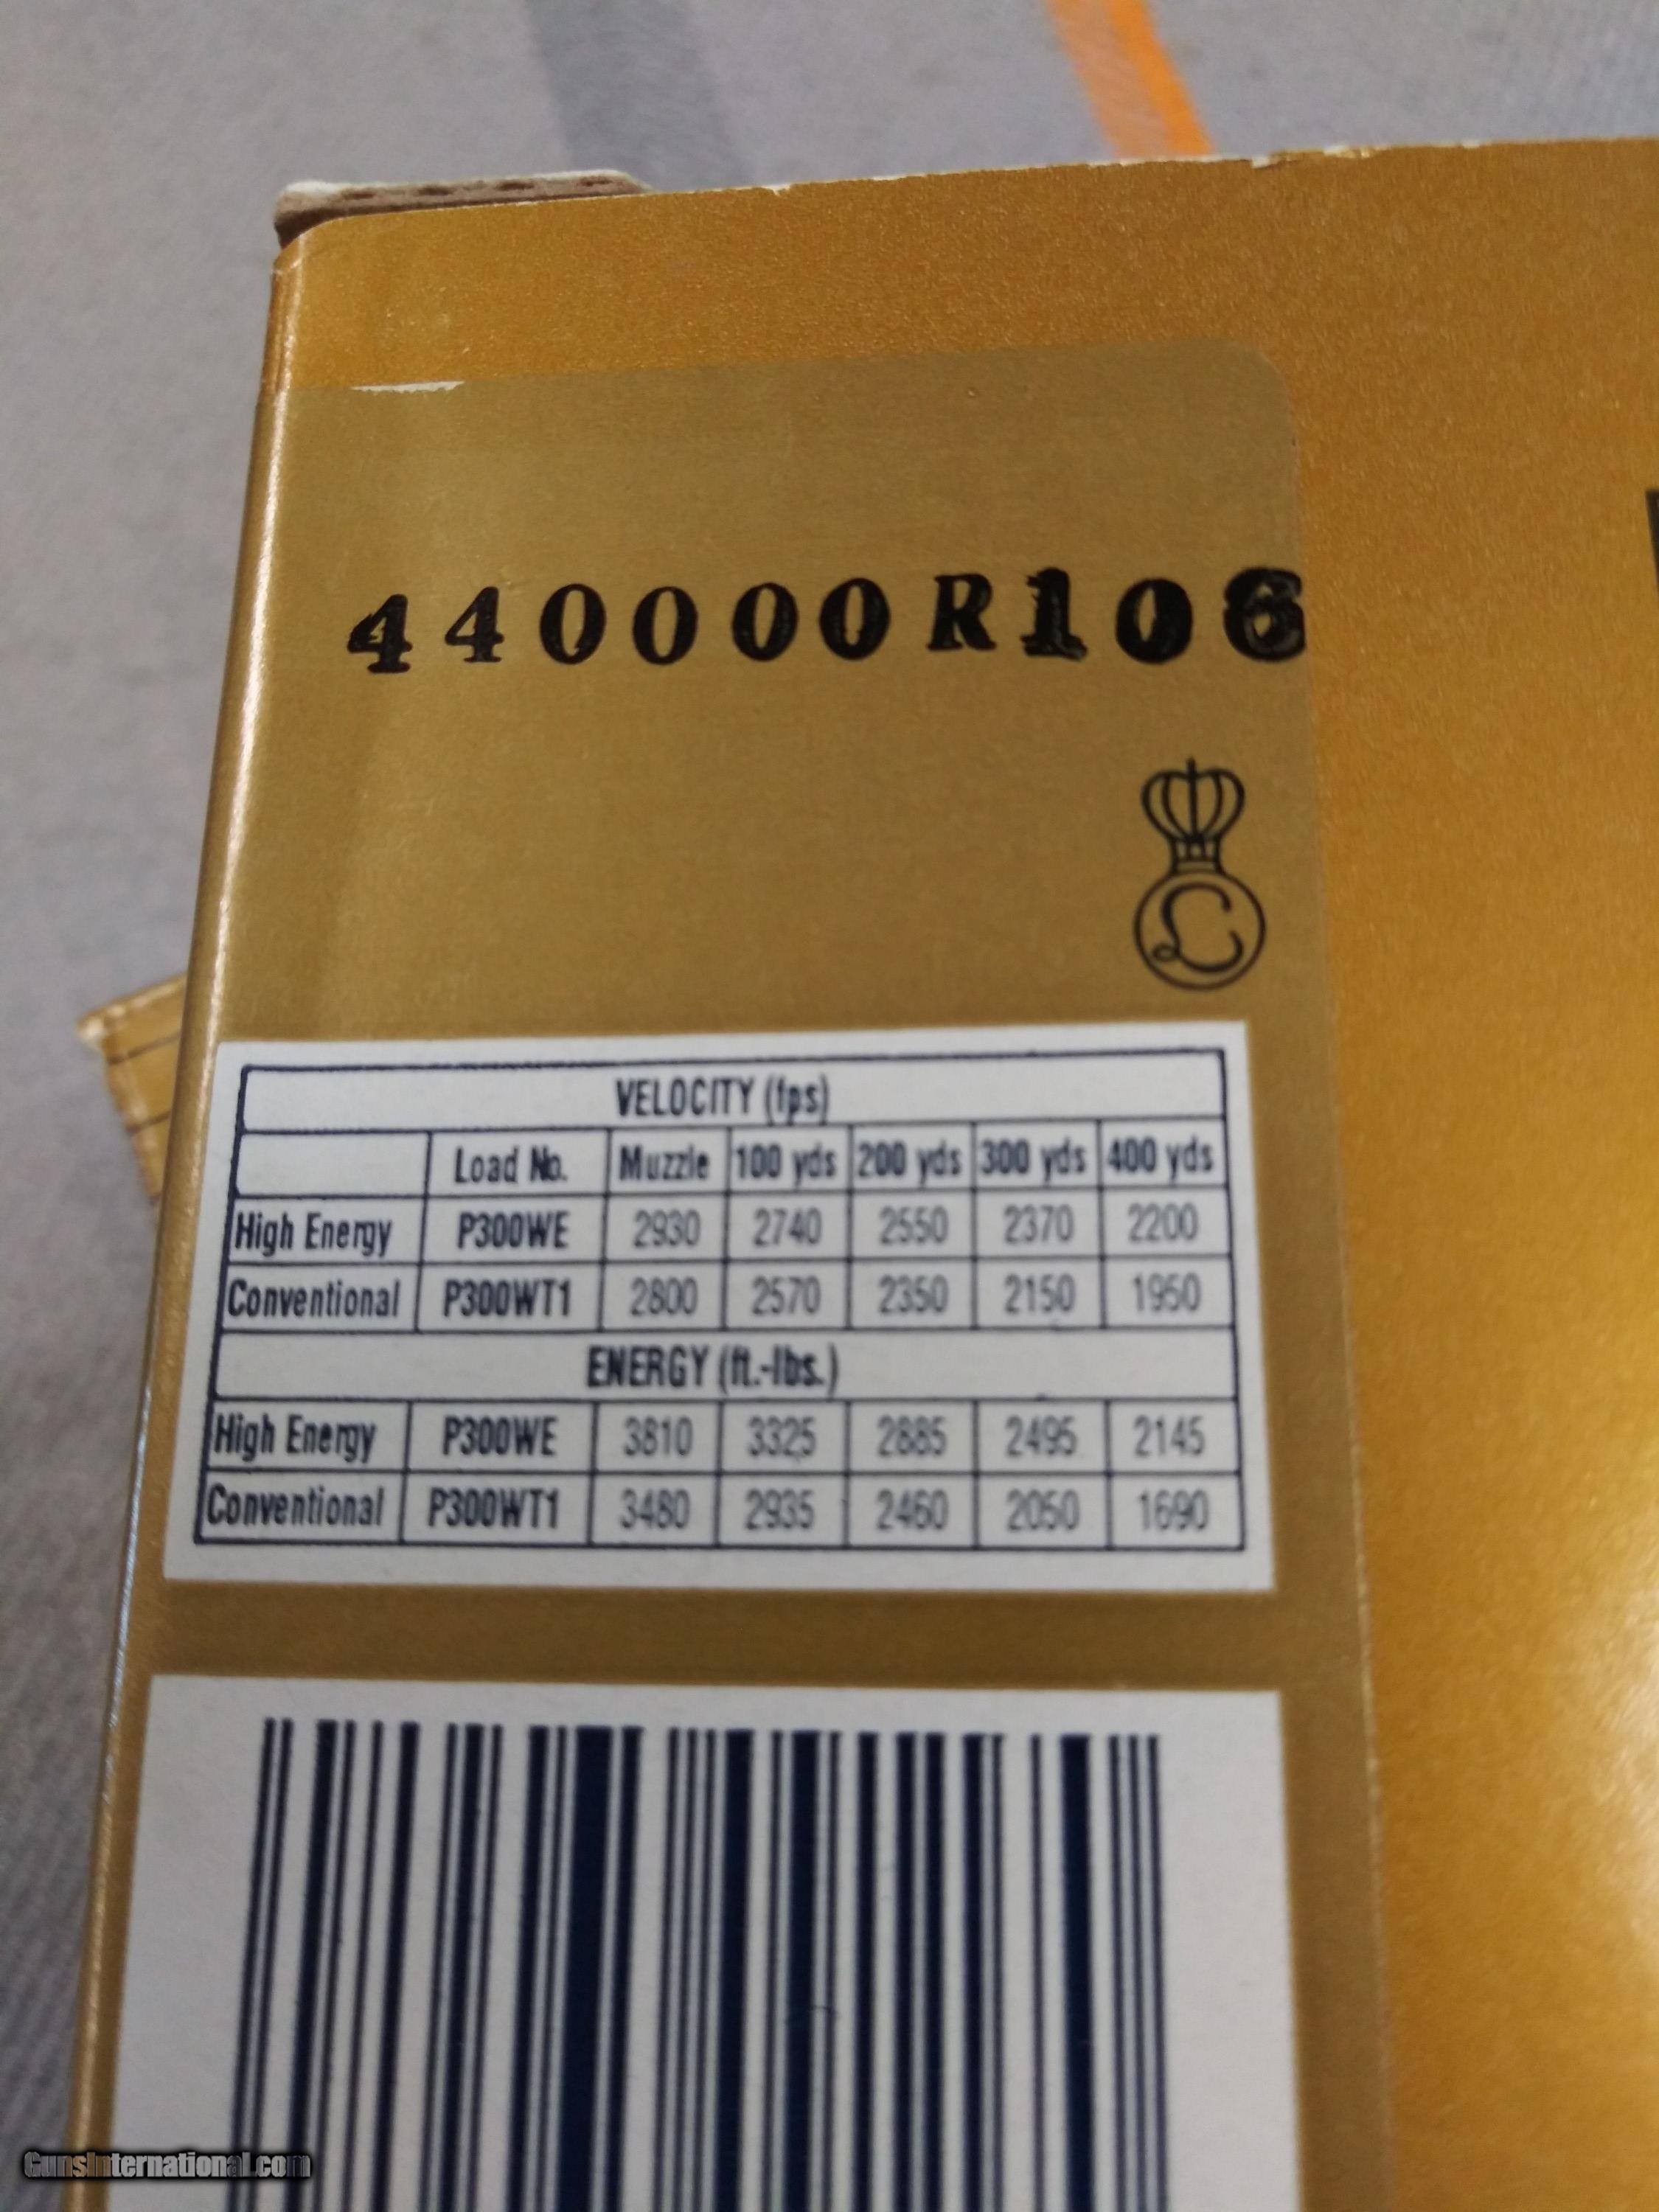 440000R106
L
VELOCITY (fps)
Load No. Muzzle 100 yds 200 yds 300 yds 400 yds
High Energy P300WE 2930 2740 2550 2370 2200
Conventional P300WT1 2800 2570 2350 2150 1950
ENERGY (ft.-lbs.)
High Energy P300WE 3810 3325 2885 2495 2145
Conventional P300WT1 3480 2935 2460 2050 1690
GunsInternational.com